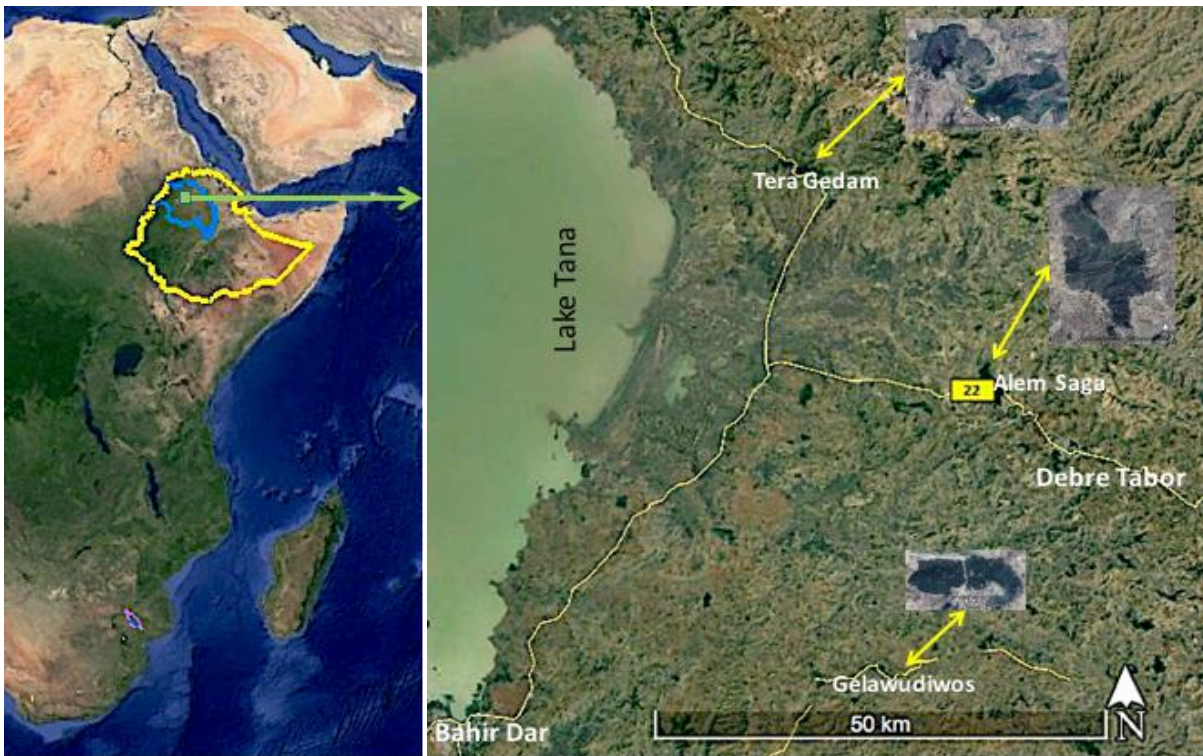 Tera Gedam
Lake Tana
22
Alem Saga
Debre Tabor
Gelawudiwos
50 km
N
Bahir Dar